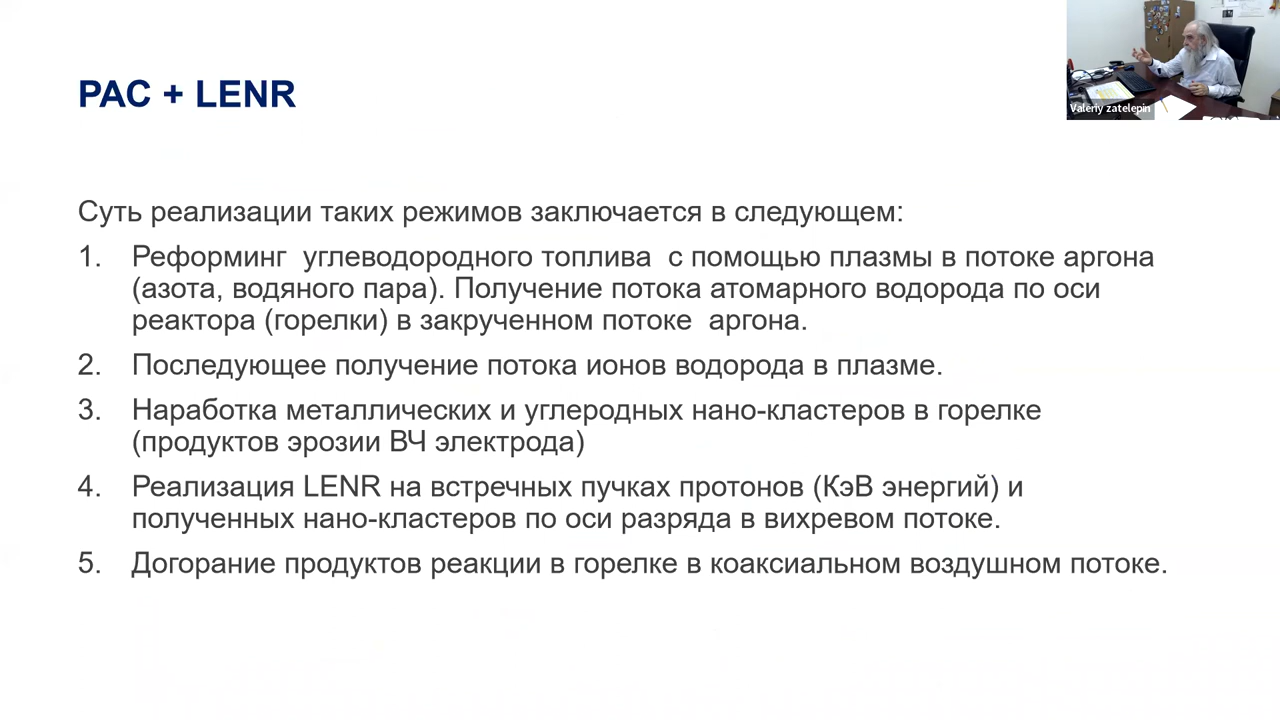 PAC + LENR
Valeriy zatelepin
Суть реализации таких режимов заключается в следующем:
1. Реформинг углеводородного топлива с помощью плазмы в потоке аргона
(азота, водяного пара). Получение потока атомарного водорода по оси
реактора (горелки) в закрученном потоке аргона.
2. Последующее получение потока ионов водорода в плазме.
3. Наработка металлических и углеродных нано-кластеров в горелке
(продуктов эрозии ВЧ электрода)
4. Реализация LENR на встречных пучках протонов (КэВ энергий) и
полученных нано-кластеров по оси разряда в вихревом потоке.
5. Догорание продуктов реакции в горелке в коаксиальном воздушном потоке.